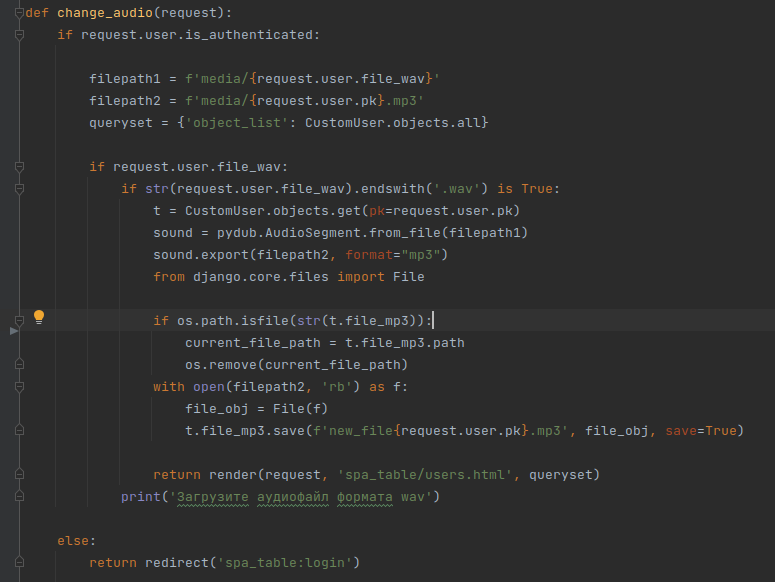 def change_audio(request):
    if request.user.is_authenticated:

        filepath1 = f'media/{request.user.file_wav}'
        filepath2 = f'media/{request.user.pk}.mp3'
        queryset = {'object_list': CustomUser.objects.all}

        if request.user.file_wav:
            if str(request.user.file_wav).endswith('.wav') is True:
                t = CustomUser.objects.get(pk=request.user.pk)
                sound = pydub.AudioSegment.from_file(filepath1)
                sound.export(filepath2, format="mp3")
                from django.core.files import File

                if os.path.isfile(str(t.file_mp3)):
                    current_file_path = t.file_mp3.path
                    os.remove(current_file_path)
                with open(filepath2, 'rb') as f:
                    file_obj = File(f)
                    t.file_mp3.save(f'new_file{request.user.pk}.mp3', file_obj, save=True)

                return render(request, 'spa_table/users.html', queryset)
            print('Загрузите аудиофайл формата wav')

    else:
        return redirect('spa_table:login')